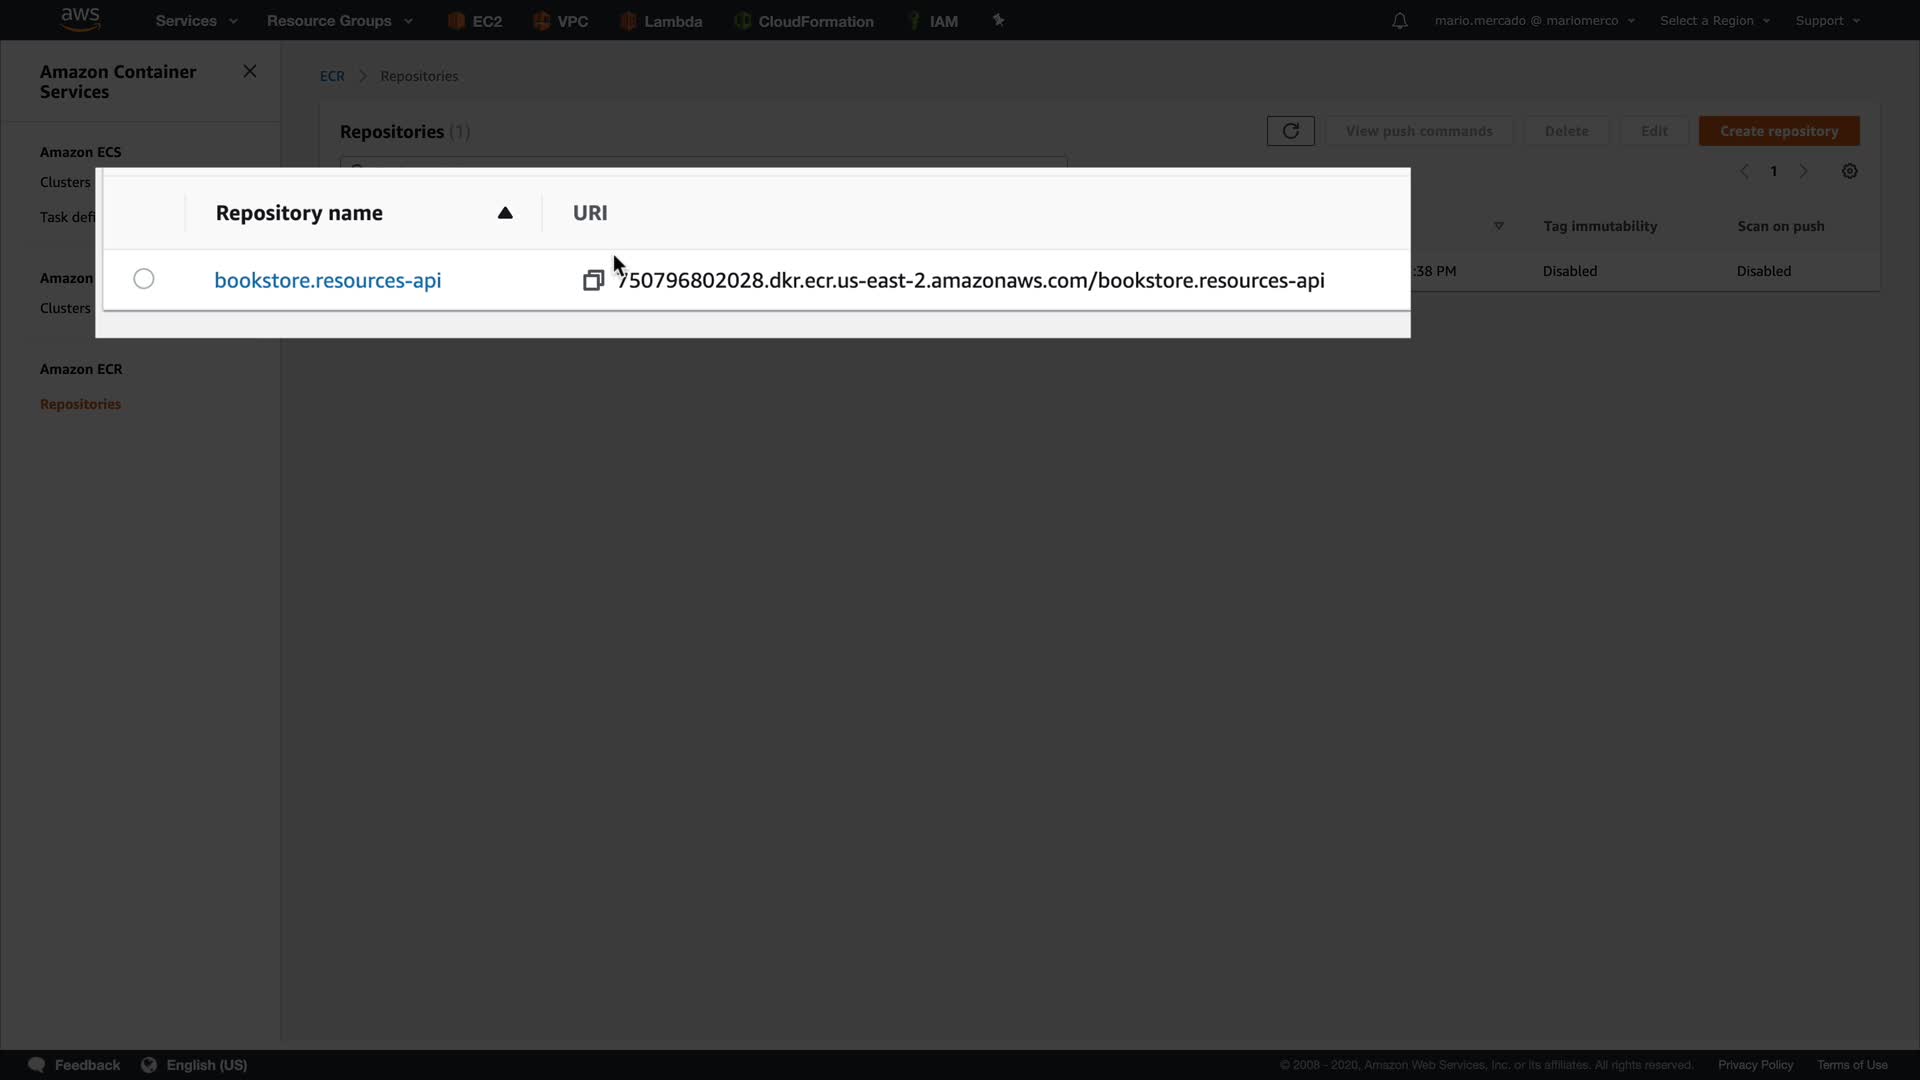 aws Services Resource Groups EC2 VPC Lambda CloudFormation IAM mario.mercado @ mariomerco Select a Region Support
Amazon Container
Services
ECR Repositories
Repositories (1) View push commands Delete Edit Create repository
Amazon ECS
Clusters
Task defi
1
Repository name URI
Tag immutability Scan on push
bookstore.resources-api 750796802028.dkr.ecr.us-east-2.amazonaws.com/bookstore.resources-api
:38 PM Disabled Disabled
Amazon
Clusters
Amazon ECR
Repositories
Feedback English (US) © 2008 - 2020, Amazon Web Services, Inc. or its affiliates. All rights reserved. Privacy Policy Terms of Use